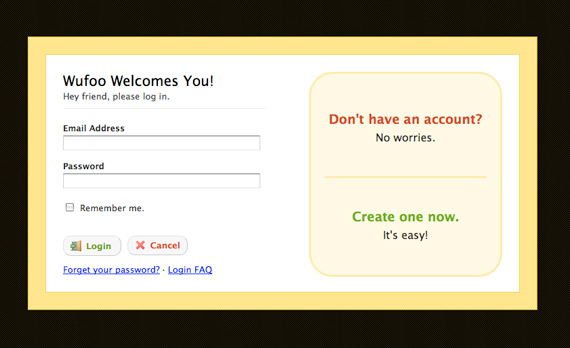 Wufoo Welcomes You!
Hey friend, please log in.
Email Address
Password
Remember me.
Login
Cancel
Forget your password? · Login FAQ
Don't have an account?
No worries.
Create one now.
It's easy!